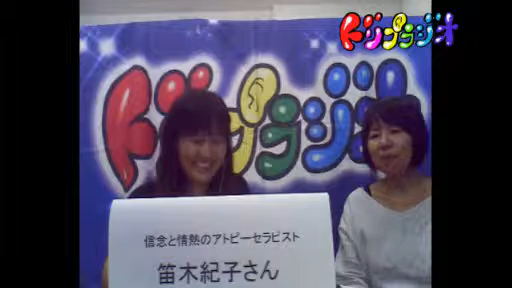 ドリプラジオ
ドリプラジオ
信念と情熱のアトピーセラピスト
笛木紀子さん